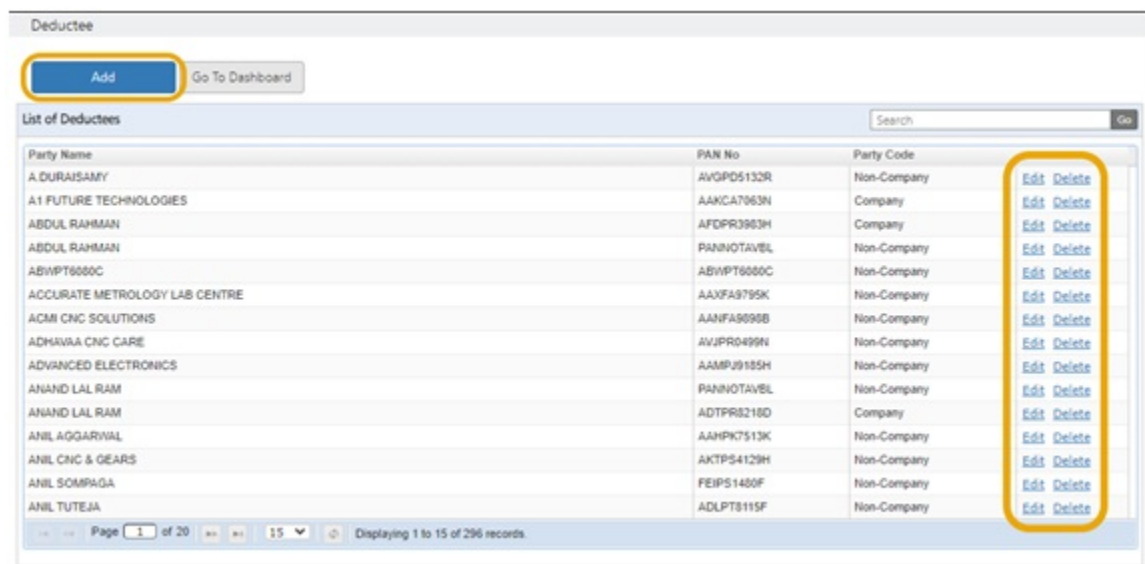 Deductee
Add Go To Dashboard
List of Deductees Search Go
Party Name PAN No Party Code
A.DURAISAMY AVGPD5132R Non-Company Edit Delete
A1 FUTURE TECHNOLOGIES AAKCA7063N Company Edit Delete
ABDUL RAHMAN AFDPR3983H Company Edit Delete
ABDUL RAHMAN PANNOTAVBL Non-Company Edit Delete
ABWPT6080C ABWPT6080C Non-Company Edit Delete
ACCURATE METROLOGY LAB CENTRE AAXFA9795K Non-Company Edit Delete
ACMI CNC SOLUTIONS AANFA9898B Non-Company Edit Delete
ADHAVAA CNC CARE AVJPR0499N Non-Company Edit Delete
ADVANCED ELECTRONICS AAMPJ9185H Non-Company Edit Delete
ANAND LAL RAM PANNOTAVBL Non-Company Edit Delete
ANAND LAL RAM ADTPR8218D Company Edit Delete
ANIL AGGARWAL AAHPK7513K Non-Company Edit Delete
ANIL CNC & GEARS AKTPS4129H Non-Company Edit Delete
ANIL SOMPAGA FEIPS1480F Non-Company Edit Delete
ANIL TUTEJA ADLPT8115F Non-Company Edit Delete
Page 1 of 20 15 Displaying 1 to 15 of 296 records.